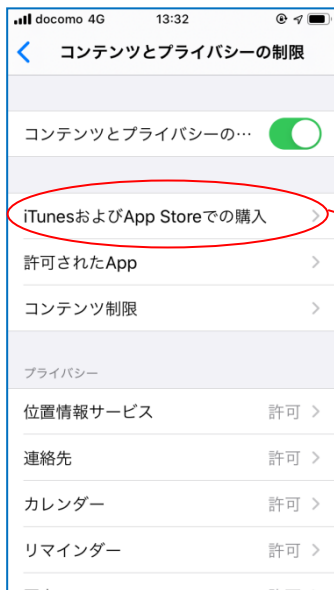 docomo 4G 13:32
コンテンツとプライバシーの制限
コンテンツとプライバシーの…
iTunesおよびApp Storeでの購入
許可されたApp
コンテンツ制限
プライバシー
位置情報サービス 許可
連絡先 許可
カレンダー 許可
リマインダー 許可